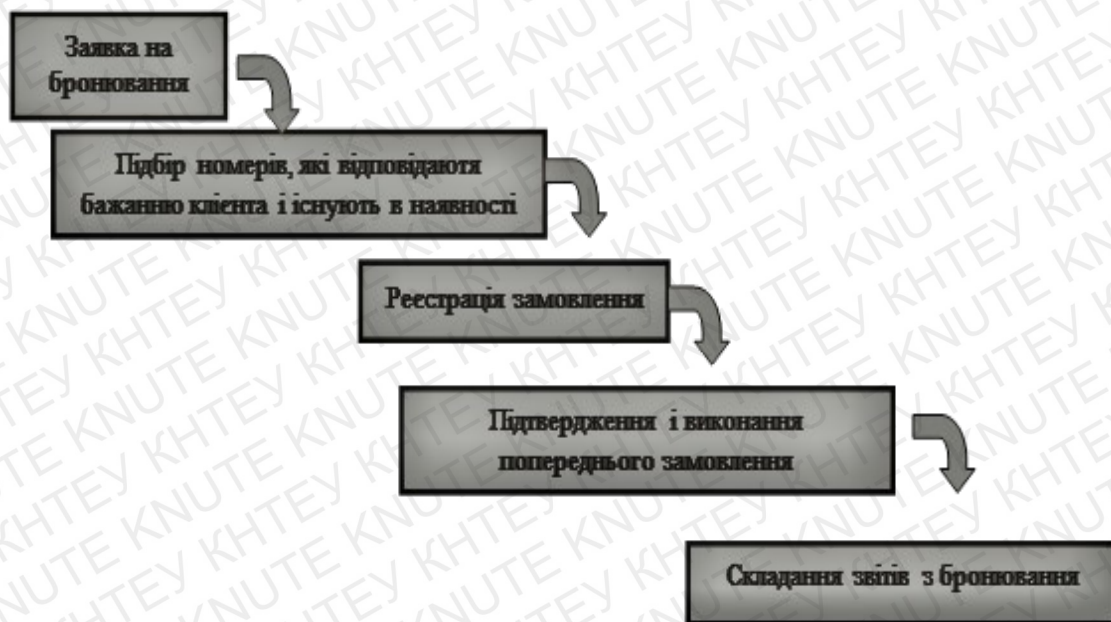 Заявка на
бронювання
Підбір номерів, які відповідаютя
бажанню клієнта і існують в наявності
Реєстрація замовлення
Підтвердження і виконання
попереднього замовлення
Складання звітів з бронювання